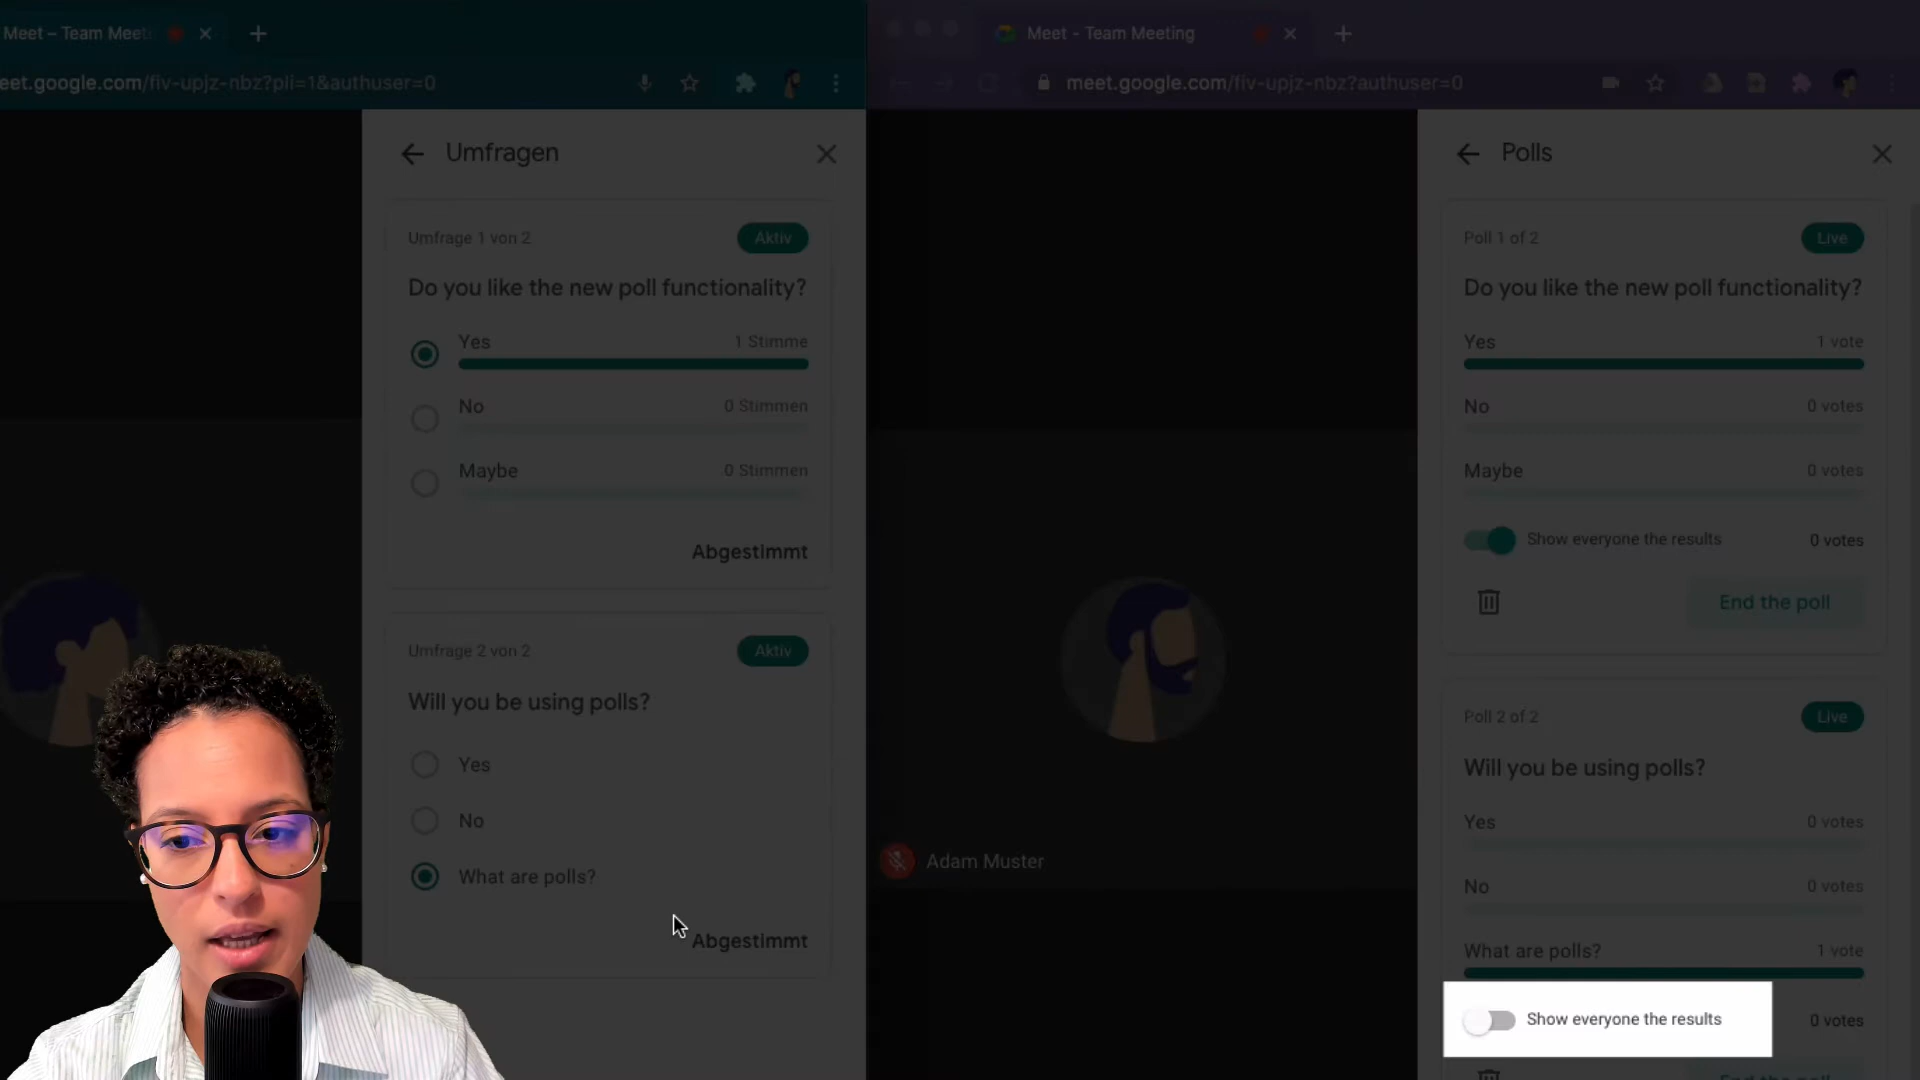 Meet – Team Meet
eet.google.com/fiv-upjz-nbz?pli=1&authuser=0
Umfragen
Umfrage 1 von 2
Aktiv
Do you like the new poll functionality?
Yes
1 Stimme
No
0 Stimmen
Maybe
0 Stimmen
Abgestimmt
Umfrage 2 von 2
Aktiv
Will you be using polls?
Yes
No
What are polls?
Abgestimmt
Meet - Team Meeting
meet.google.com/fiv-upjz-nbz?authuser=0
Adam Muster
Polls
Poll 1 of 2
Live
Do you like the new poll functionality?
Yes
1 vote
No
0 votes
Maybe
0 votes
Show everyone the results
0 votes
End the poll
Poll 2 of 2
Live
Will you be using polls?
Yes
0 votes
No
0 votes
What are polls?
1 vote
Show everyone the results
0 votes
End the poll